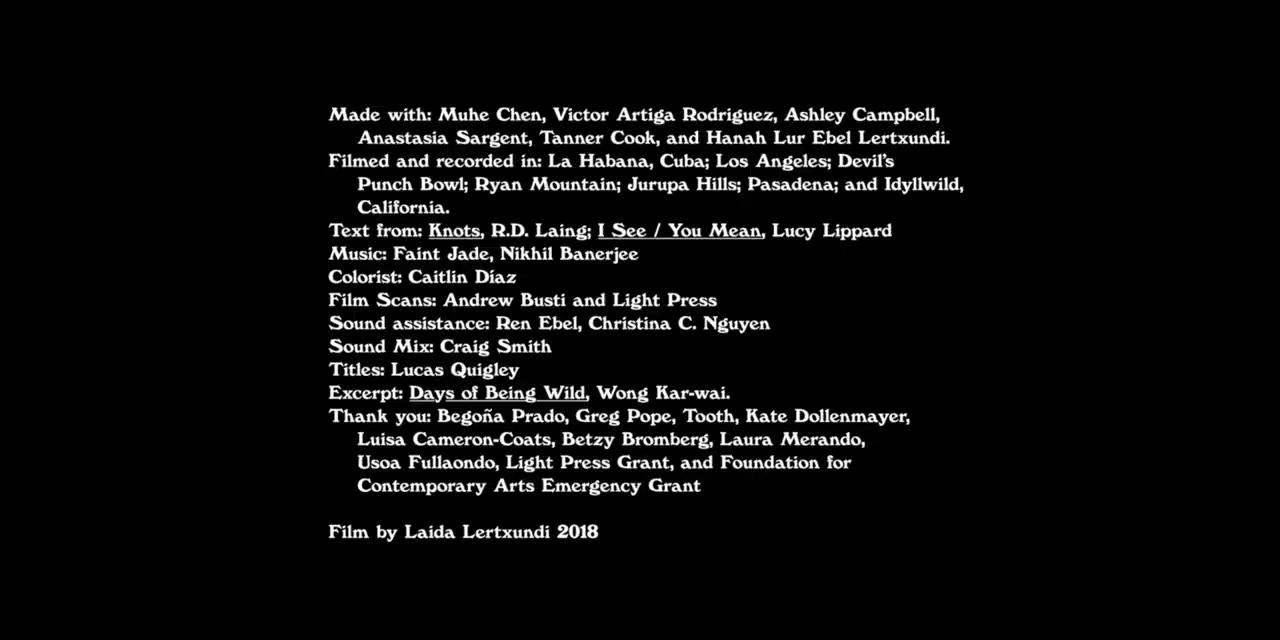 Made with: Muhe Chen, Victor Artiga Rodriguez, Ashley Campbell,
Anastasia Sargent, Tanner Cook, and Hanah Lur Ebel Lertxundi.
Filmed and recorded in: La Habana, Cuba; Los Angeles; Devil's
Punch Bowl; Ryan Mountain; Jurupa Hills; Pasadena; and Idyllwild,
California.
Text from: Knots, R.D. Laing; I See / You Mean, Lucy Lippard
Music: Faint Jade, Nikhil Banerjee
Colorist: Caitlin Díaz
Film Scans: Andrew Busti and Light Press
Sound assistance: Ren Ebel, Christina C. Nguyen
Sound Mix: Craig Smith
Titles: Lucas Quigley
Excerpt: Days of Being Wild, Wong Kar-wai.
Thank you: Begoña Prado, Greg Pope, Tooth, Kate Dollenmayer,
Luisa Cameron-Coats, Betzy Bromberg, Laura Merando,
Usoa Fullaondo, Light Press Grant, and Foundation for
Contemporary Arts Emergency Grant
Film by Laida Lertxundi 2018